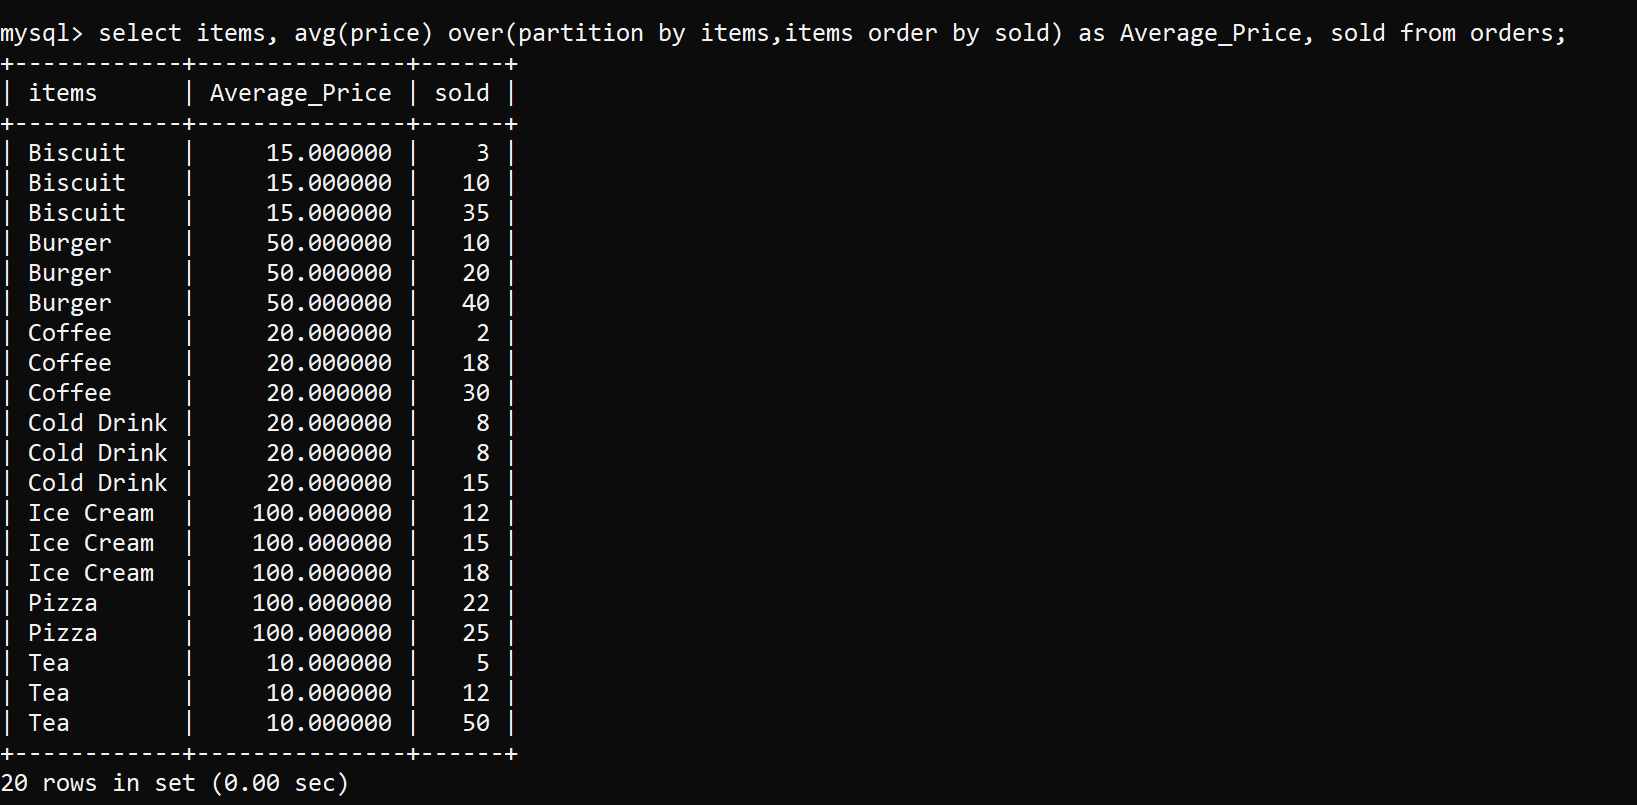 mysql> select items, avg(price) over(partition by items,items order by sold) as Average_Price, sold from orders;
+------------+---------------+------+
| items      | Average_Price | sold |
+------------+---------------+------+
| Biscuit    |     15.000000 |    3 |
| Biscuit    |     15.000000 |   10 |
| Biscuit    |     15.000000 |   35 |
| Burger     |     50.000000 |   10 |
| Burger     |     50.000000 |   20 |
| Burger     |     50.000000 |   40 |
| Coffee     |     20.000000 |    2 |
| Coffee     |     20.000000 |   18 |
| Coffee     |     20.000000 |   30 |
| Cold Drink |     20.000000 |    8 |
| Cold Drink |     20.000000 |    8 |
| Cold Drink |     20.000000 |   15 |
| Ice Cream  |    100.000000 |   12 |
| Ice Cream  |    100.000000 |   15 |
| Ice Cream  |    100.000000 |   18 |
| Pizza      |    100.000000 |   22 |
| Pizza      |    100.000000 |   25 |
| Tea        |     10.000000 |    5 |
| Tea        |     10.000000 |   12 |
| Tea        |     10.000000 |   50 |
+------------+---------------+------+
20 rows in set (0.00 sec)